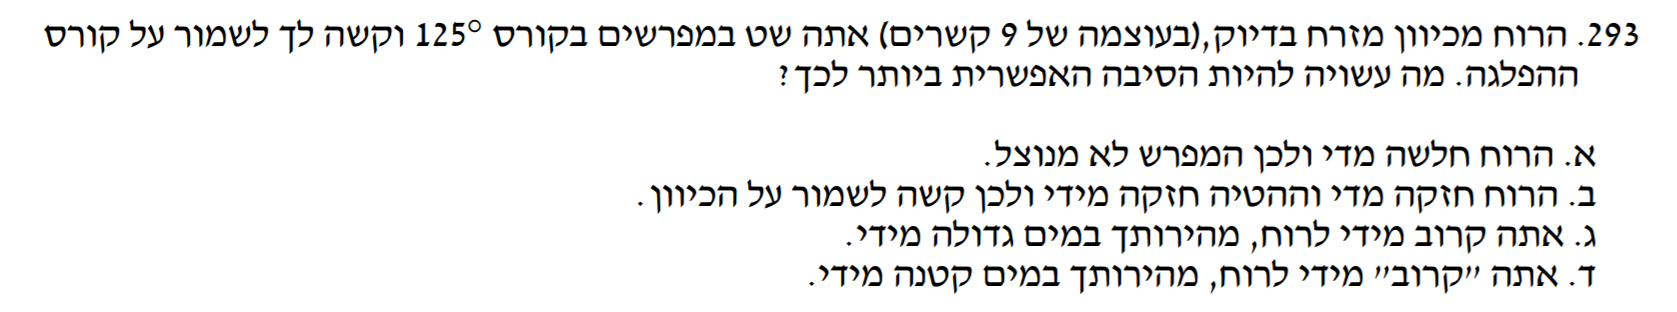 293. הרוח מכיוון מזרח בדיוק,(בעוצמה של 9 קשרים) אתה שט במפרשים בקורס 125° וקשה לך לשמור על קורס
ההפלגה. מה עשויה להיות הסיבה האפשרית ביותר לכך?
א. הרוח חלשה מדי ולכן המפרש לא מנוצל.
ב. הרוח חזקה מדי וההטיה חזקה מידי ולכן קשה לשמור על הכיוון.
ג. אתה קרוב מידי לרוח, מהירותך במים גדולה מידי.
ד. אתה "קרוב" מידי לרוח, מהירותך במים קטנה מידי.